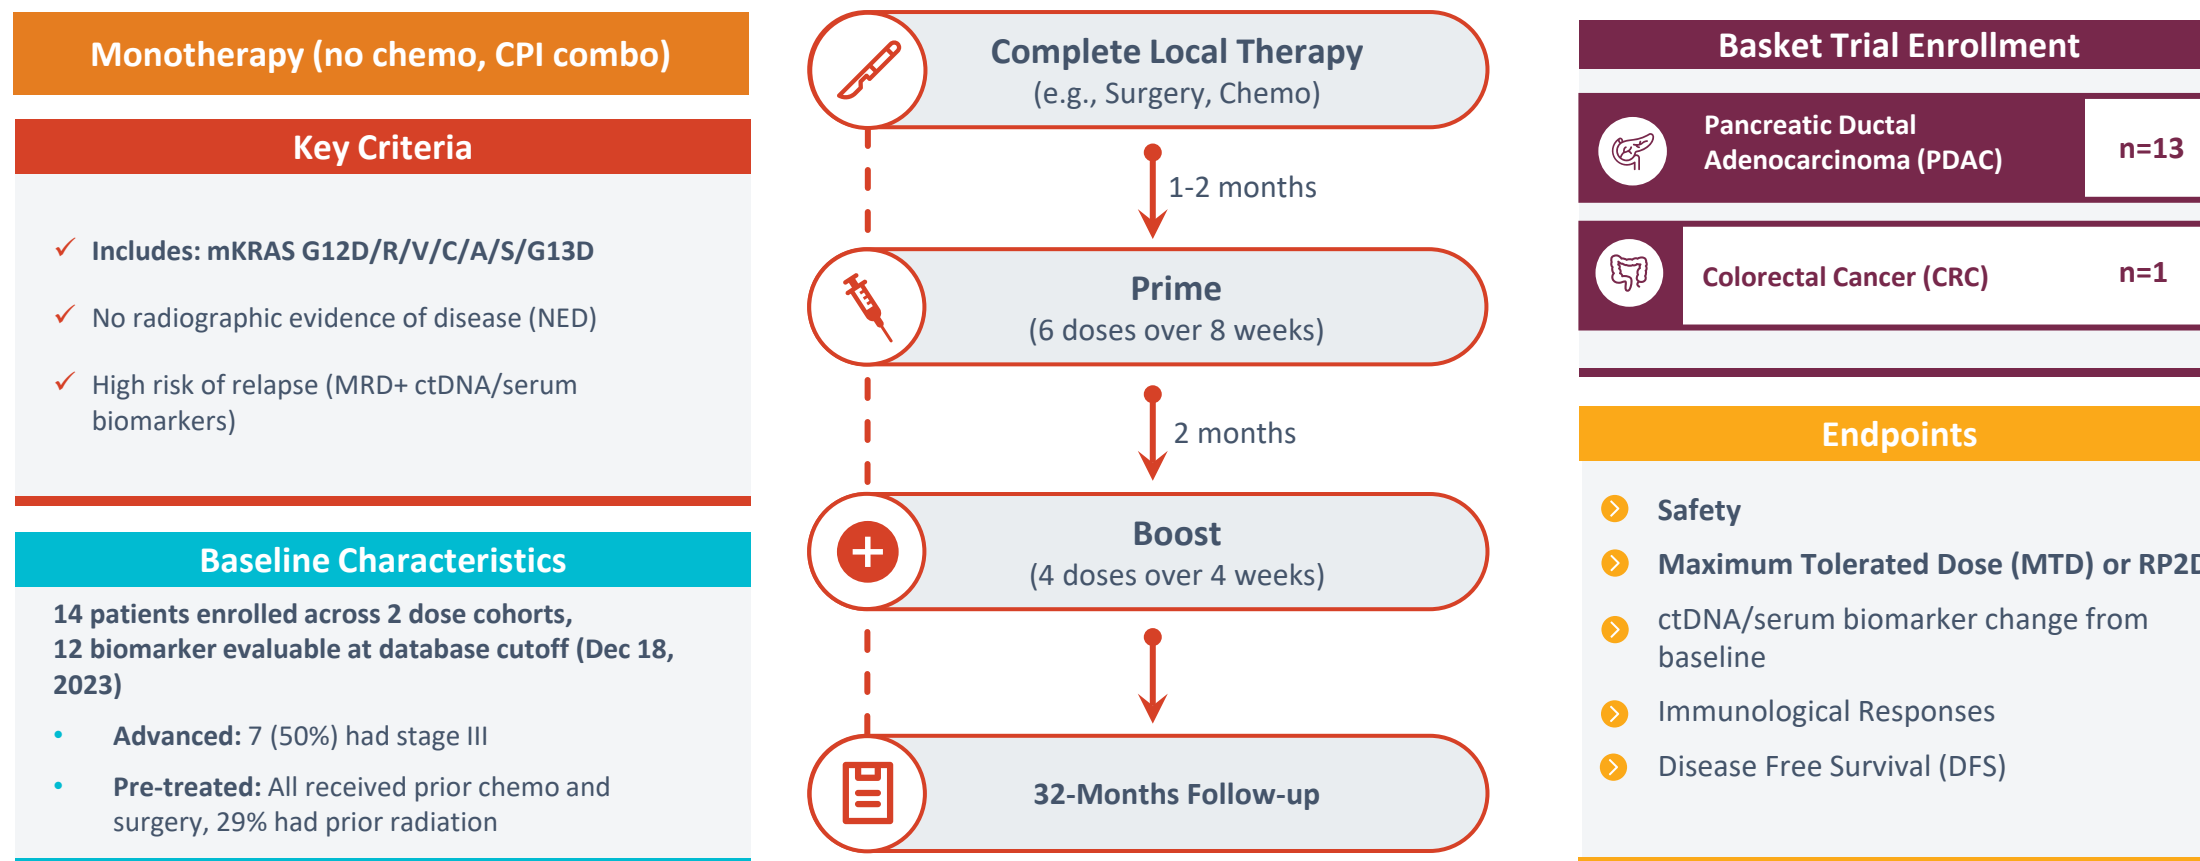 Monotherapy (no chemo, CPI combo)
Key Criteria
Includes: mKRAS G12D/R/V/C/A/S/G13D
No radiographic evidence of disease (NED)
High risk of relapse (MRD+ ctDNA/serum
biomarkers)
Baseline Characteristics
14 patients enrolled across 2 dose cohorts,
12 biomarker evaluable at database cutoff (Dec 18,
2023)
• Advanced: 7 (50%) had stage III
• Pre-treated: All received prior chemo and
surgery, 29% had prior radiation
Complete Local Therapy
(e.g., Surgery, Chemo)
1-2 months
Prime
(6 doses over 8 weeks)
2 months
Boost
(4 doses over 4 weeks)
32-Months Follow-up
Basket Trial Enrollment
Pancreatic Ductal
Adenocarcinoma (PDAC)
n=13
Colorectal Cancer (CRC)
n=1
Endpoints
Safety
Maximum Tolerated Dose (MTD) or RP2D
ctDNA/serum biomarker change from
baseline
Immunological Responses
Disease Free Survival (DFS)